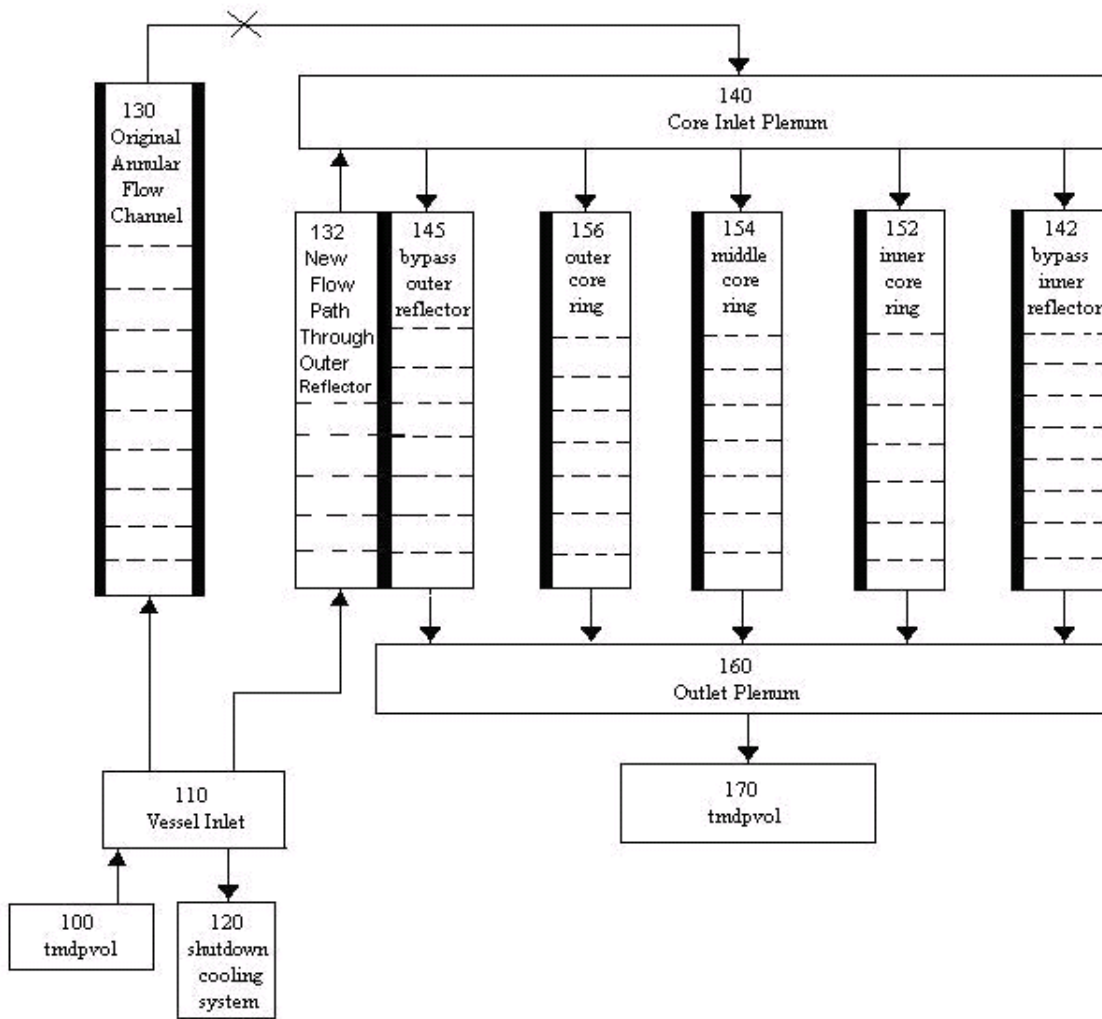 130
Original
Annular
Flow
Channel
140
Core Inlet Plenum
132
New
Flow
Path
Through
Outer
Reflector
145
bypass
outer
reflector
156
outer
core
ring
154
middle
core
ring
152
inner
core
ring
142
bypass
inner
reflector
160
Outlet Plenum
170
tmdpvol
110
Vessel Inlet
100
tmdpvol
120
shutdown
cooling
system